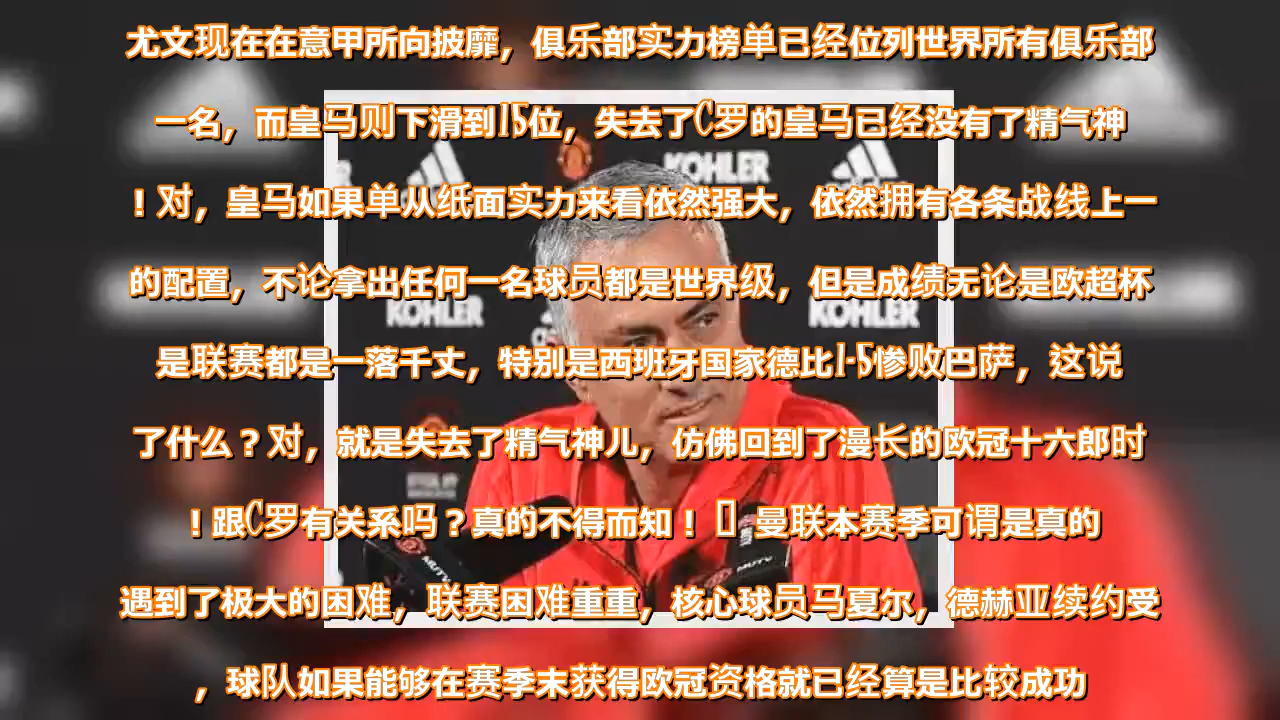 尤文现在在意甲所向披靡，俱乐部实力榜单已经位列世界所有俱乐部
一名，而皇马则下滑到15位，失去了C罗的皇马已经没有了精气神
！对，皇马如果单从纸面实力来看依然强大，依然拥有各条战线上一
的配置，不论拿出任何一名球员都是世界级，但是成绩无论是欧超杯
是联赛都是一落千丈，特别是西班牙国家德比1-5惨败巴萨，这说
了什么？对，就是失去了精气神儿，仿佛回到了漫长的欧冠十六郎时
！跟C罗有关系吗？真的不得而知！ 曼联本赛季可谓是真的
遇到了极大的困难，联赛困难重重，核心球员马夏尔，德赫亚续约受
，球队如果能够在赛季末获得欧冠资格就已经算是比较成功
KOHLER
KOHLER
KOHLER
MUTV
MUTV